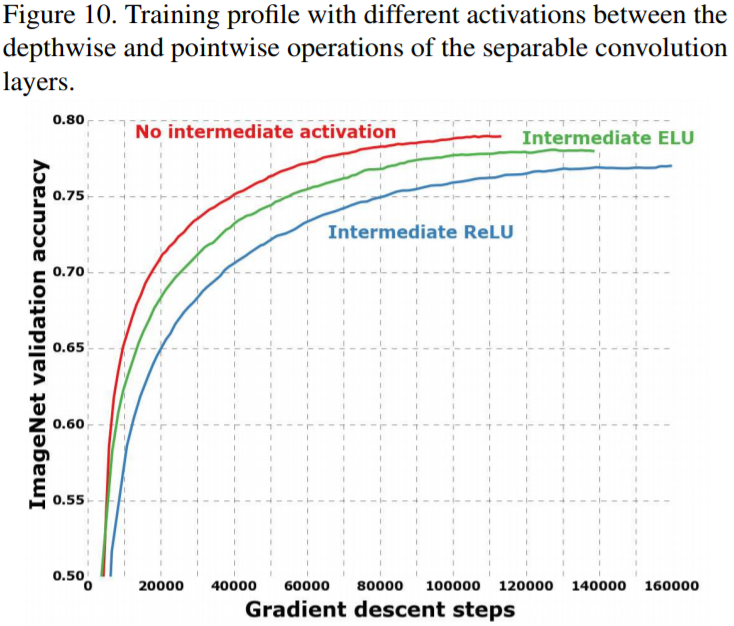 Figure 10. Training profile with different activations between the
depthwise and pointwise operations of the separable convolution
layers.
0.80
No intermediate activation
Intermediate ELU
0.75
Intermediate ReLU
0.70
0.65
0.60
0.55
0.50
ImageNet validation accuracy
0 20000 40000 60000 80000 100000 120000 140000 160000
Gradient descent steps